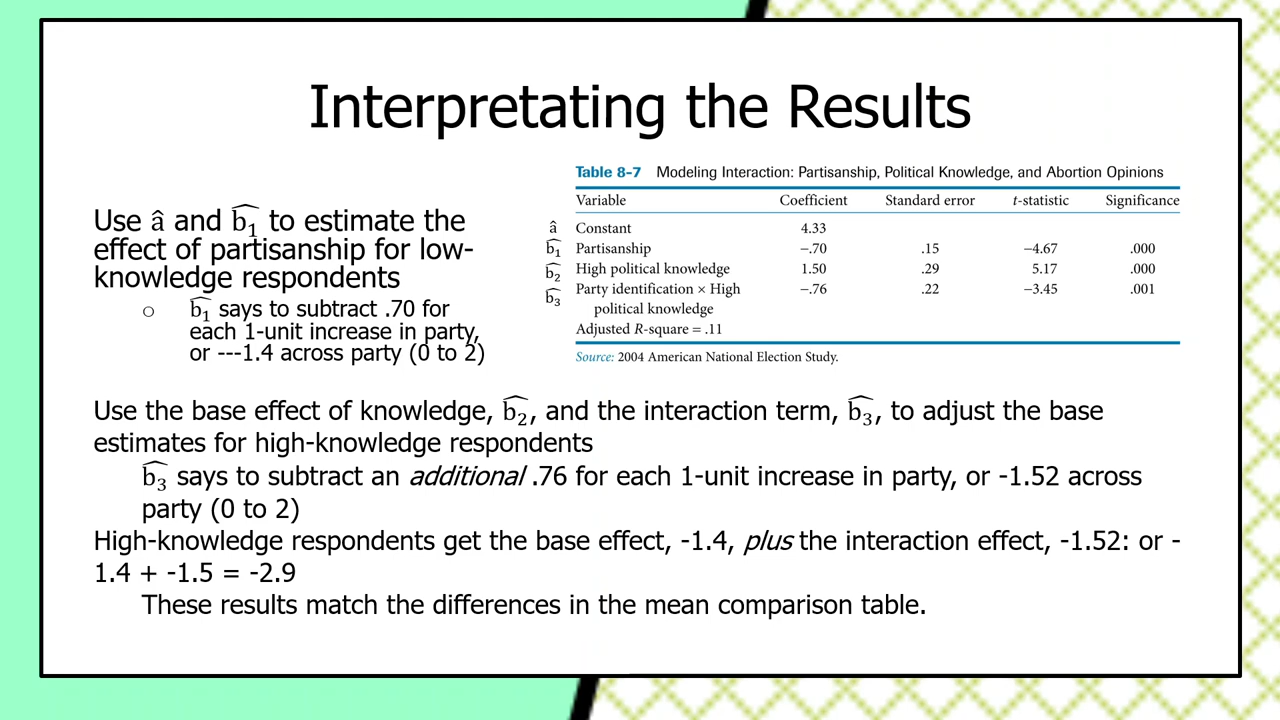 Interpretating the Results
Use â and b̂₁ to estimate the
effect of partisanship for low-
knowledge respondents
○ b̂₁ says to subtract .70 for
each 1-unit increase in party,
or ---1.4 across party (0 to 2)
Table 8-7 Modeling Interaction: Partisanship, Political Knowledge, and Abortion Opinions
Variable Coefficient Standard error t-statistic Significance
â Constant 4.33
b̂₁ Partisanship −.70 .15 −4.67 .000
b̂₂ High political knowledge 1.50 .29 5.17 .000
b̂₃ Party identification × High −.76 .22 −3.45 .001
political knowledge
Adjusted R-square = .11
Source: 2004 American National Election Study.
Use the base effect of knowledge, b̂₂, and the interaction term, b̂₃, to adjust the base
estimates for high-knowledge respondents
b̂₃ says to subtract an additional .76 for each 1-unit increase in party, or -1.52 across
party (0 to 2)
High-knowledge respondents get the base effect, -1.4, plus the interaction effect, -1.52: or -
1.4 + -1.5 = -2.9
These results match the differences in the mean comparison table.